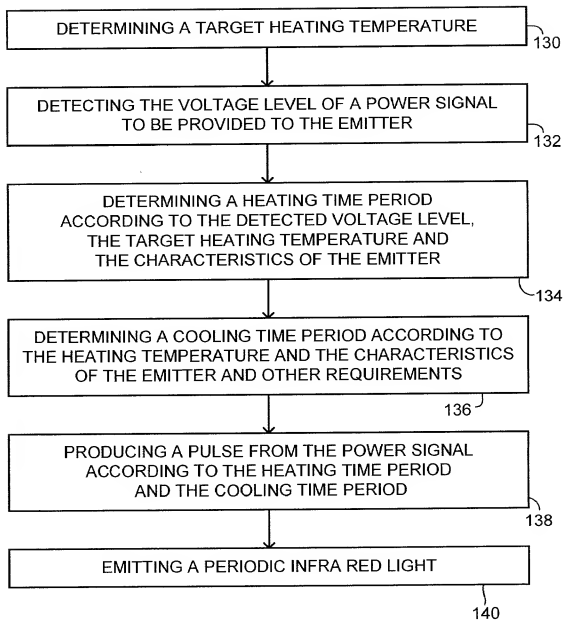 DETERMINING A TARGET HEATING TEMPERATURE
130
DETECTING THE VOLTAGE LEVEL OF A POWER SIGNAL
TO BE PROVIDED TO THE EMITTER
132
DETERMINING A HEATING TIME PERIOD
ACCORDING TO THE DETECTED VOLTAGE LEVEL,
THE TARGET HEATING TEMPERATURE AND
THE CHARACTERISTICS OF THE EMITTER
134
DETERMINING A COOLING TIME PERIOD ACCORDING TO
THE HEATING TEMPERATURE AND THE CHARACTERISTICS
OF THE EMITTER AND OTHER REQUIREMENTS
136
PRODUCING A PULSE FROM THE POWER SIGNAL
ACCORDING TO THE HEATING TIME PERIOD
AND THE COOLING TIME PERIOD
138
EMITTING A PERIODIC INFRA RED LIGHT
140